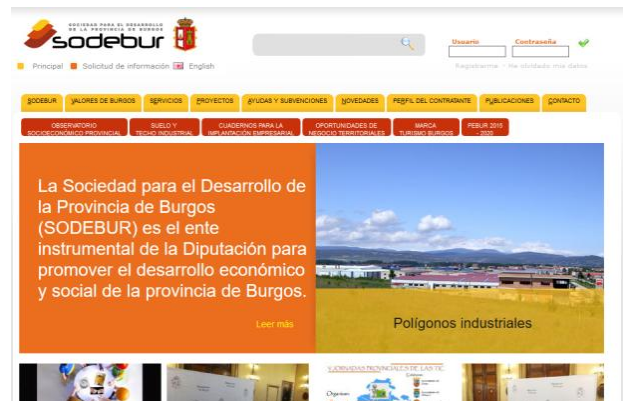 SOCIEDAD PARA EL DESARROLLO
DE LA PROVINCIA DE BURGOS
sodebur
Usuario
Contraseña
Principal
Solicitud de información
English
Registrarme - He olvidado mis datos
SODEBUR
VALORES DE BURGOS
SERVICIOS
PROYECTOS
AYUDAS Y SUBVENCIONES
NOVEDADES
PERFIL DEL CONTRATANTE
PUBLICACIONES
CONTACTO
OBSERVATORIO
SOCIOECONÓMICO PROVINCIAL
SUELO Y
TECHO INDUSTRIAL
CUADERNOS PARA LA
IMPLANTACIÓN EMPRESARIAL
OPORTUNIDADES DE
NEGOCIO TERRITORIALES
MARCA
TURISMO BURGOS
PEBUR 2015
- 2020
La Sociedad para el Desarrollo de
la Provincia de Burgos
(SODEBUR) es el ente
instrumental de la Diputación para
promover el desarrollo económico
y social de la provincia de Burgos.
Leer más
Polígonos industriales
V JORNADAS PROVINCIALES DE LAS TIC
Organizan